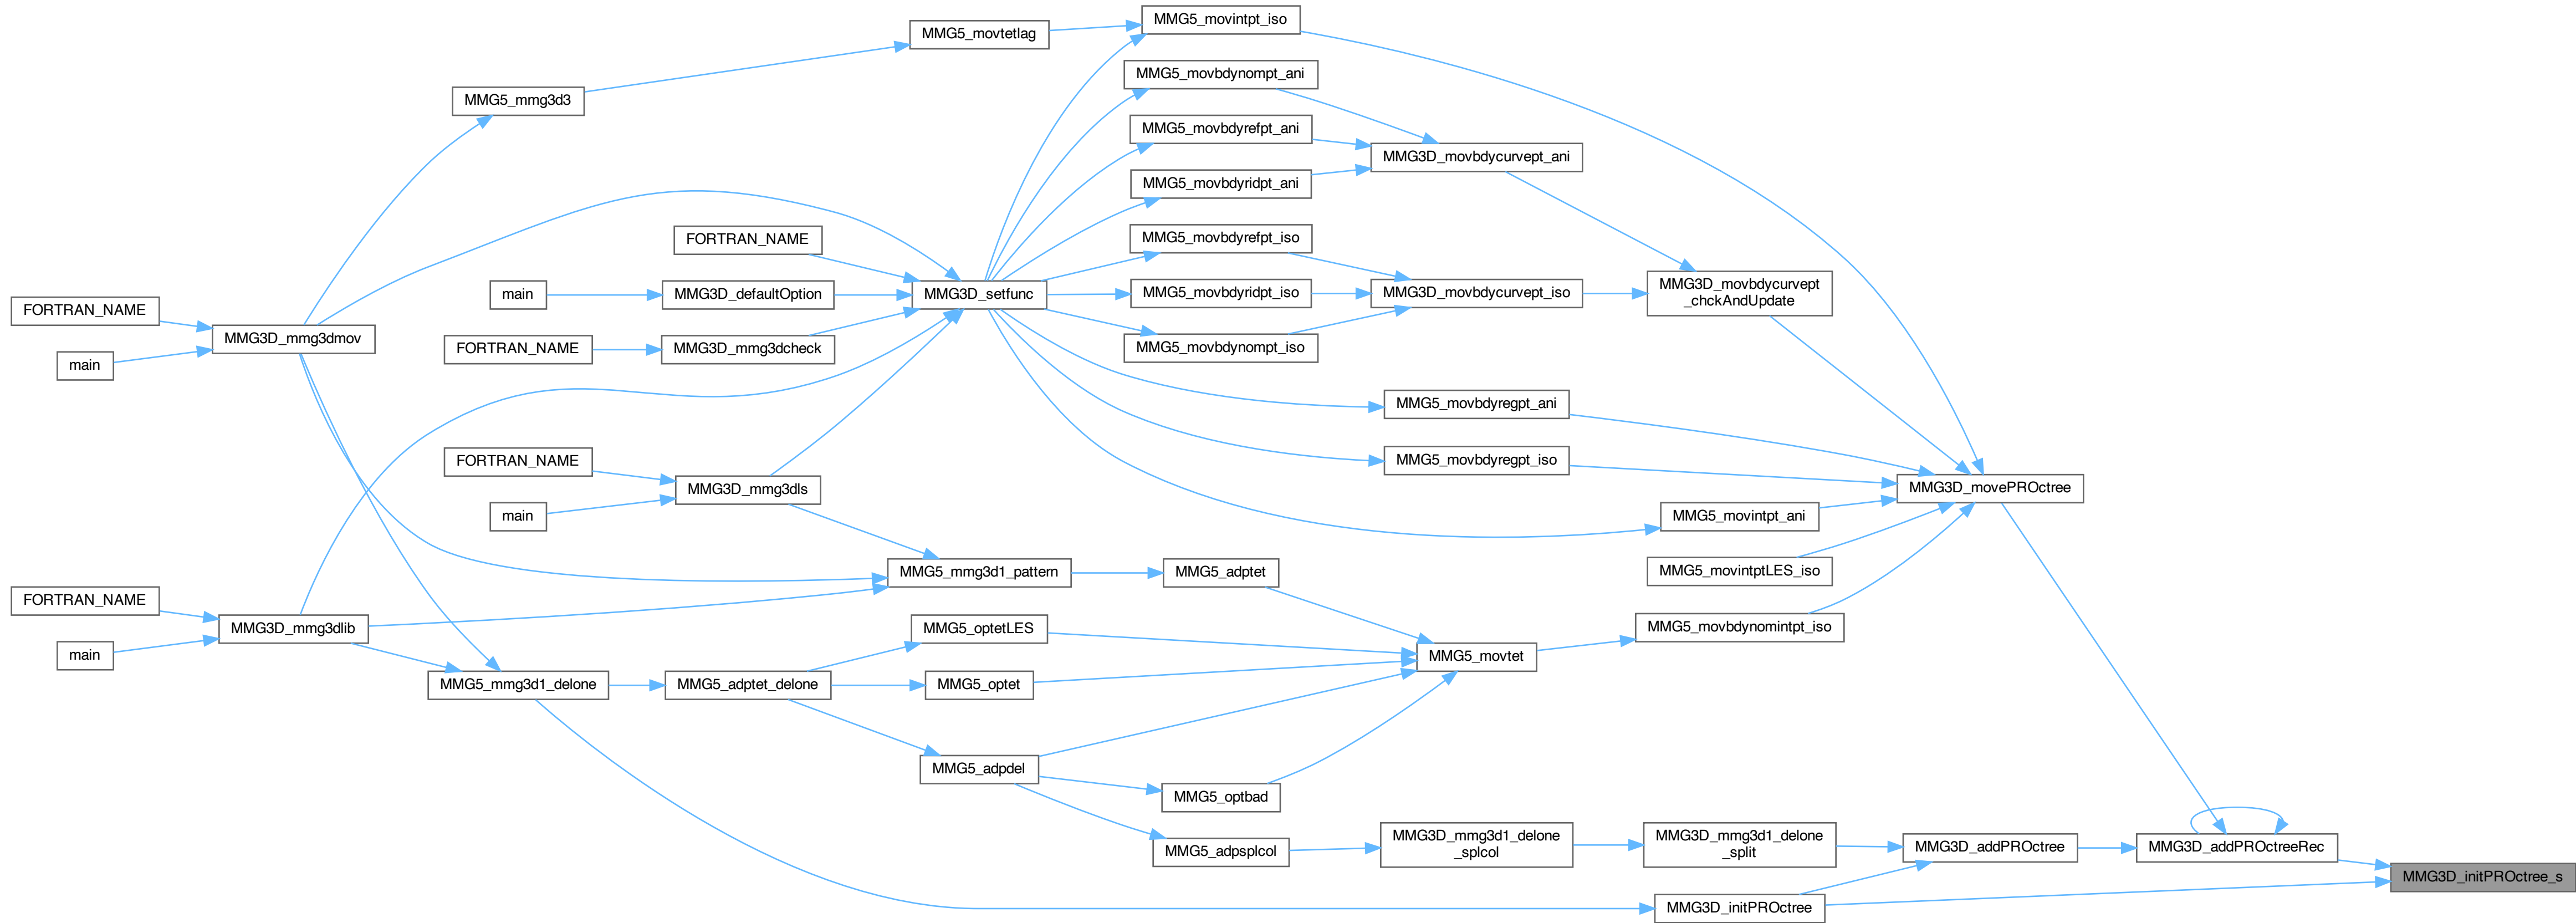 MMG5_movintpt_iso
MMG5_movtetlag
MMG5_movbdynompt_ani
MMG5_mmg3d3
MMG5_movbdyrefpt_ani
MMG3D_movbdycurvept_ani
MMG5_movbdyridpt_ani
FORTRAN_NAME
MMG5_movbdyrefpt_iso
main
MMG3D_defaultOption
MMG3D_setfunc
MMG5_movbdyridpt_iso
MMG3D_movbdycurvept_iso
MMG3D_movbdycurvept
_chckAndUpdate
FORTRAN_NAME
MMG3D_mmg3dmov
FORTRAN_NAME
MMG3D_mmg3dcheck
MMG5_movbdynompt_iso
main
MMG5_movbdyregpt_ani
FORTRAN_NAME
MMG5_movbdyregpt_iso
MMG3D_mmg3dls
MMG3D_movePROctree
main
MMG5_movintpt_ani
MMG5_mmg3d1_pattern
MMG5_adptet
MMG5_movintptLES_iso
FORTRAN_NAME
MMG3D_mmg3dlib
MMG5_optetLES
MMG5_movbdynomintpt_iso
main
MMG5_movtet
MMG5_mmg3d1_delone
MMG5_adptet_delone
MMG5_optet
MMG5_adpdel
MMG5_optbad
MMG5_adpsplcol
MMG3D_mmg3d1_delone
_splcol
MMG3D_mmg3d1_delone
_split
MMG3D_addPROctree
MMG3D_addPROctreeRec
MMG3D_initPROctree_s
MMG3D_initPROctree